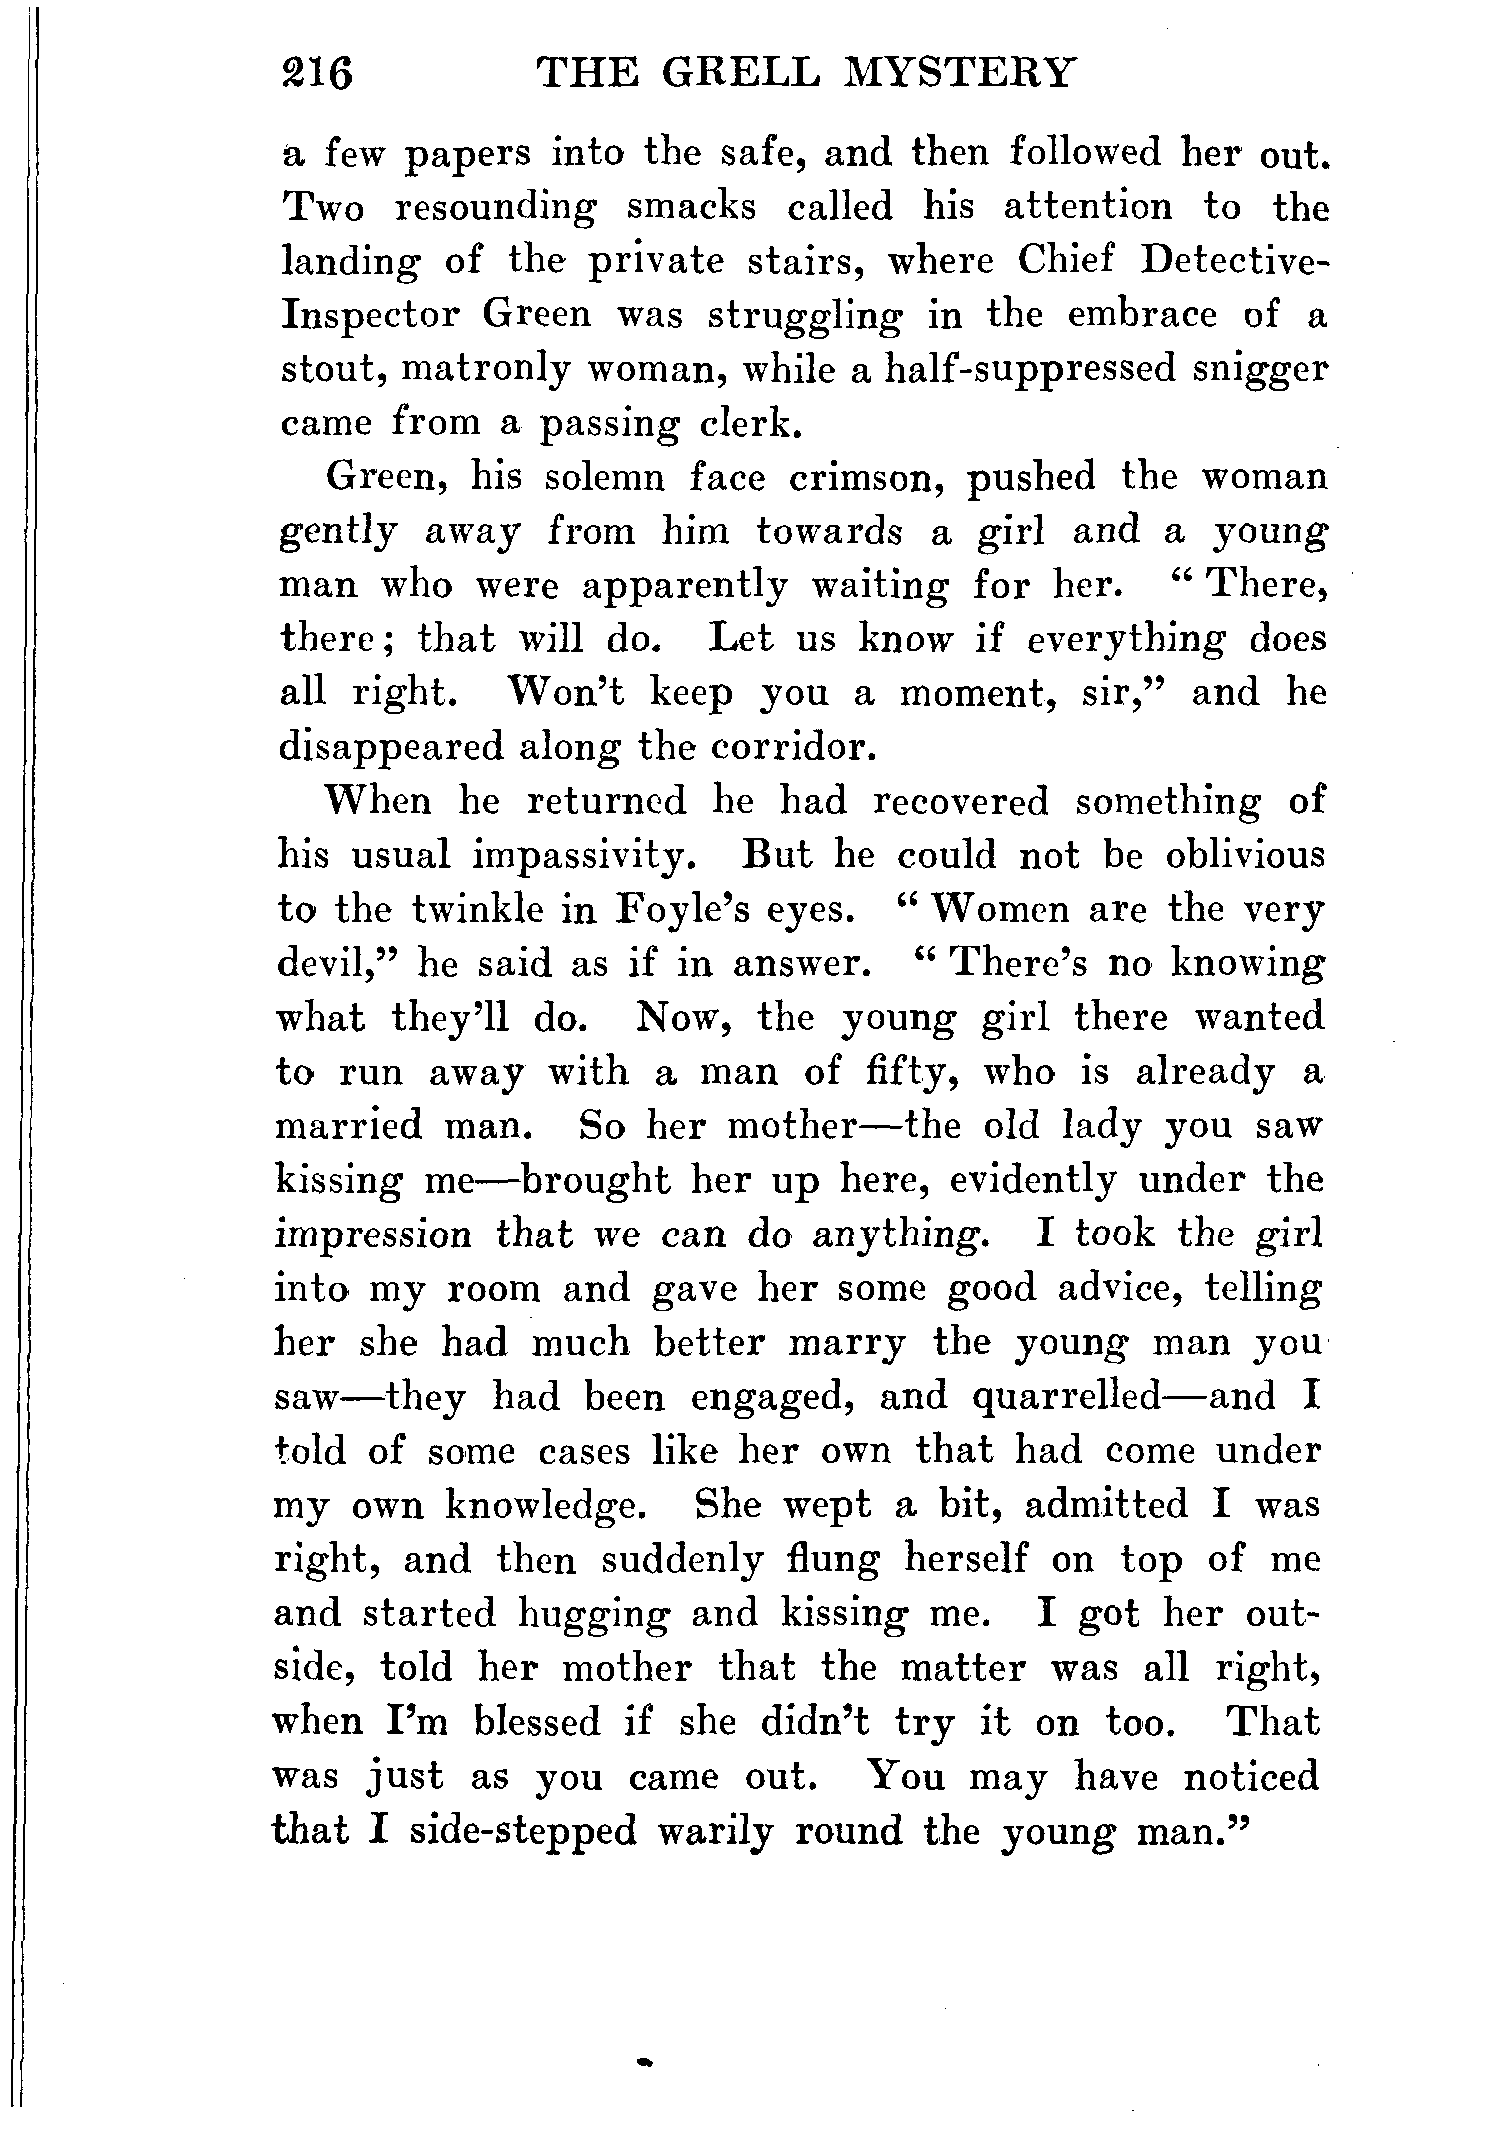 216 THE GRELL MYSTERY
a few papers into the safe, and then followed her out.
Two resounding smacks called his attention to the
landing of the private stairs, where Chief Detective-
Inspector Green was struggling in the embrace of a
stout, matronly woman, while a half-suppressed snigger
came from a passing clerk.
Green, his solemn face crimson, pushed the woman
gently away from him towards a girl and a young
man who were apparently waiting for her. “ There,
there ; that will do. Let us know if everything does
all right. Won’t keep you a moment, sir,” and he
disappeared along the corridor.
When he returned he had recovered something of
his usual impassivity. But he could not be oblivious
to the twinkle in Foyle’s eyes. “ Women are the very
devil,” he said as if in answer. “ There’s no knowing
what they’ll do. Now, the young girl there wanted
to run away with a man of fifty, who is already a
married man. So her mother—the old lady you saw
kissing me—brought her up here, evidently under the
impression that we can do anything. I took the girl
into my room and gave her some good advice, telling
her she had much better marry the young man you
saw—they had been engaged, and quarrelled—and I
told of some cases like her own that had come under
my own knowledge. She wept a bit, admitted I was
right, and then suddenly flung herself on top of me
and started hugging and kissing me. I got her out-
side, told her mother that the matter was all right,
when I’m blessed if she didn’t try it on too. That
was just as you came out. You may have noticed
that I side-stepped warily round the young man.”